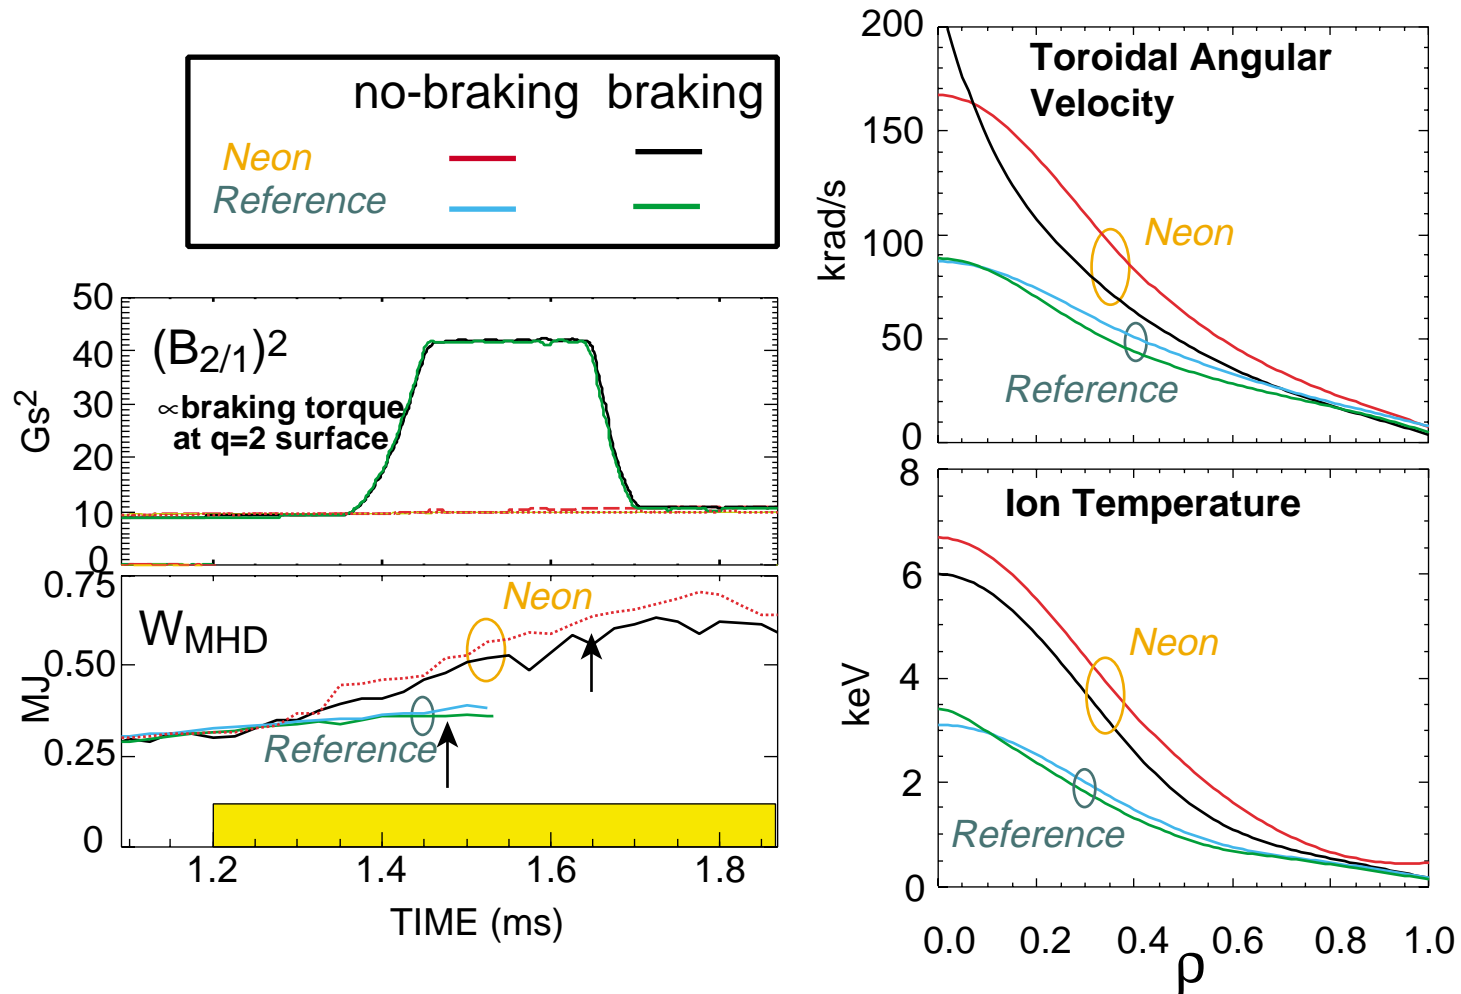 no-braking braking
Neon
Reference
50
40
30
20
10
0
Gs2
(B2/1)2
∝braking torque
at q=2 surface
0.75
0.50
0.25
0
MJ
WMHD
Neon
Reference
1.2 1.4 1.6 1.8
TIME (ms)
200
150
100
50
0
krad/s
Toroidal Angular
Velocity
Neon
Reference
8
6
4
2
0
keV
Ion Temperature
Neon
Reference
0.0 0.2 0.4 0.6 0.8 1.0
ρ